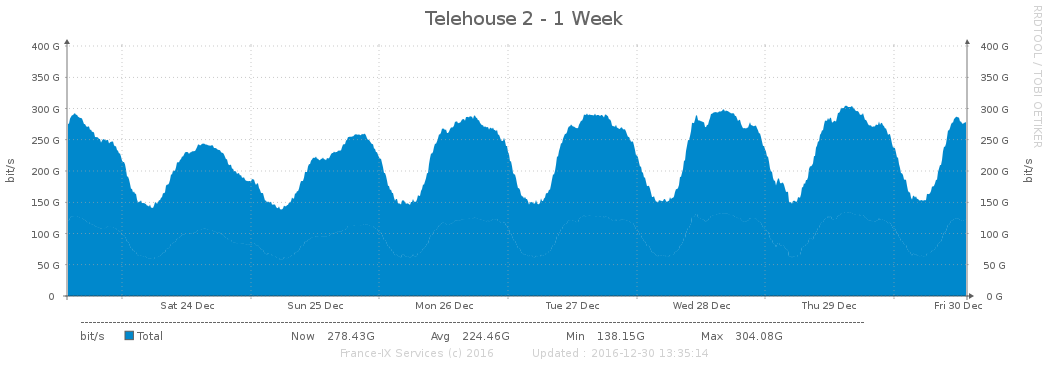 Telehouse 2 - 1 Week
RRDTOOL / TOBI OETIKER
400 G 400 G
350 G 350 G
300 G 300 G
250 G 250 G
200 G 200 G
150 G 150 G
100 G 100 G
50 G 50 G
0 0 G
bit/s bit/s
Sat 24 Dec Sun 25 Dec Mon 26 Dec Tue 27 Dec Wed 28 Dec Thu 29 Dec Fri 30 Dec
bit/s Total Now 278.43G Avg 224.46G Min 138.15G Max 304.08G
France-IX Services (c) 2016 Updated : 2016-12-30 13:35:14